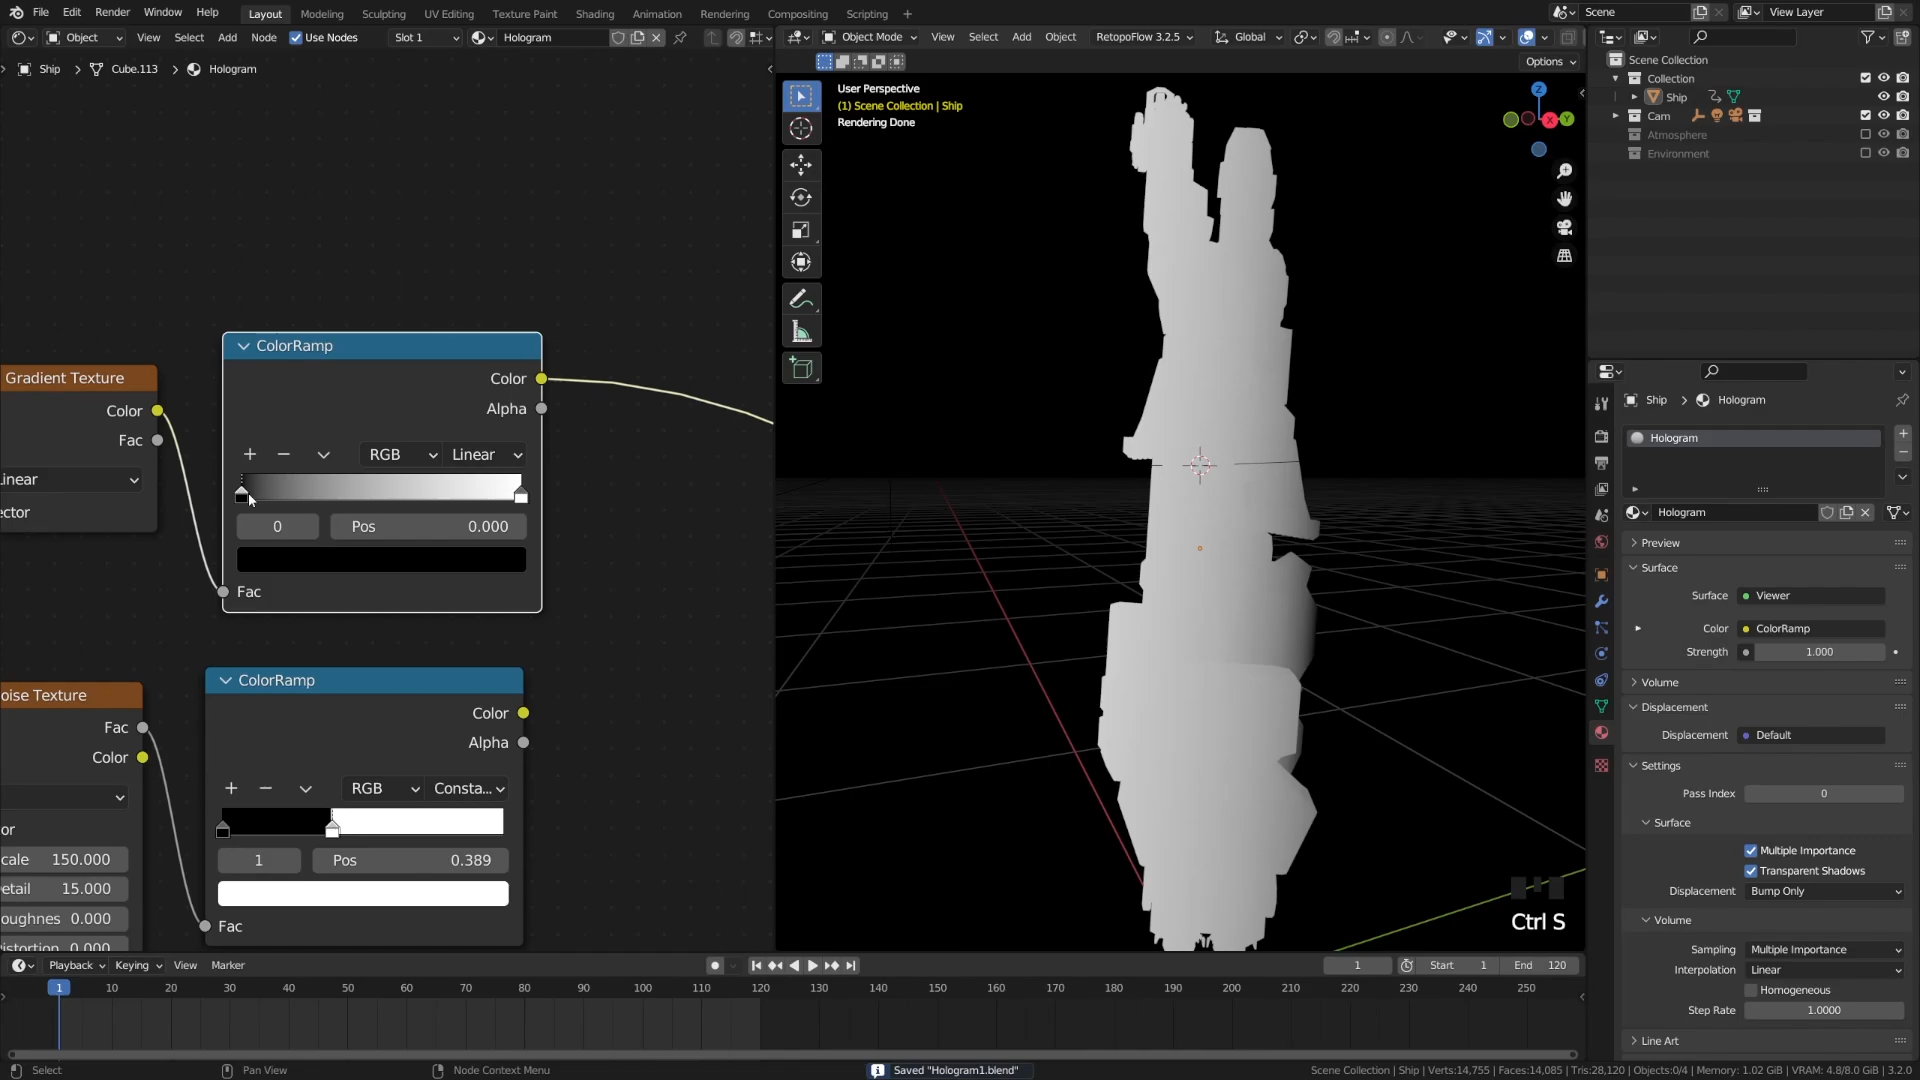 File Edit Render Window Help Layout Modeling Sculpting UV Editing Texture Paint Shading Animation Rendering Compositing Scripting + Scene View Layer
Object View Select Add Node Use Nodes Slot 1 Hologram Object Mode View Select Add Object RetopoFlow 3.2.5 Global
Options
Ship > Cube.113 > Hologram
User Perspective
(1) Scene Collection | Ship
Rendering Done
Z
X
Y
Scene Collection
Collection
Ship
Cam
Atmosphere
Environment
Gradient Texture
Color
Fac
inear
ector
ColorRamp
Color
Alpha
RGB Linear
0 Pos 0.000
Fac
oise Texture
Fac
Color
or
cale 150.000
etail 15.000
oughnes 0.000
istortion 0.000
ColorRamp
Color
Alpha
RGB Consta...
1 Pos 0.389
Fac
Ctrl S
Ship > Hologram
Hologram
Hologram
Preview
Surface
Surface Viewer
Color ColorRamp
Strength 1.000
Volume
Displacement
Displacement Default
Settings
Pass Index 0
Surface
Multiple Importance
Transparent Shadows
Displacement Bump Only
Volume
Sampling Multiple Importance
Interpolation Linear
Homogeneous
Step Rate 1.0000
Line Art
Playback Keying View Marker 1 Start 1 End 120
1 10 20 30 40 50 60 70 80 90 100 110 120 130 140 150 160 170 180 190 200 210 220 230 240 250
Select Pan View Node Context Menu Saved "Hologram1.blend" Scene Collection | Ship | Verts:14,755 | Faces:14,085 | Tris:28,120 | Objects:0/4 | Memory: 1.02 GiB | VRAM: 4.8/8.0 GiB | 3.2.0